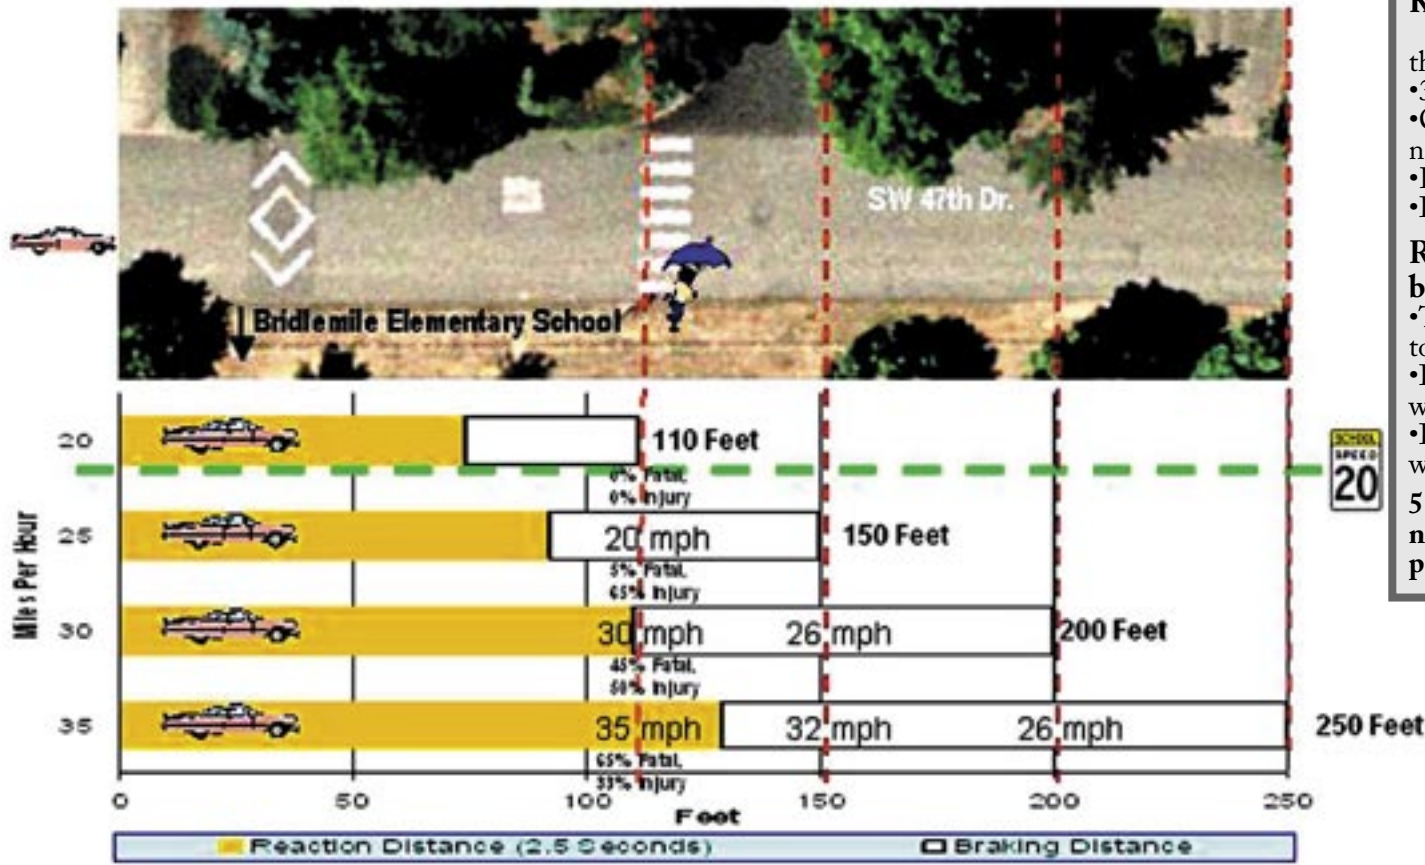 SW 47th Dr.
Bridlemile Elementary School
Miles Per Hour
20
110 Feet
0% Fatal,
0% Injury
SCHOOL
SPEED
20
25
20 mph
150 Feet
5% Fatal,
65% Injury
30
30 mph
26 mph
200 Feet
45% Fatal,
50% Injury
35
35 mph
32 mph
26 mph
250 Feet
65% Fatal,
33% Injury
0
50
100
150
200
250
Feet
Reaction Distance (2.5 Seconds)
Braking Distance